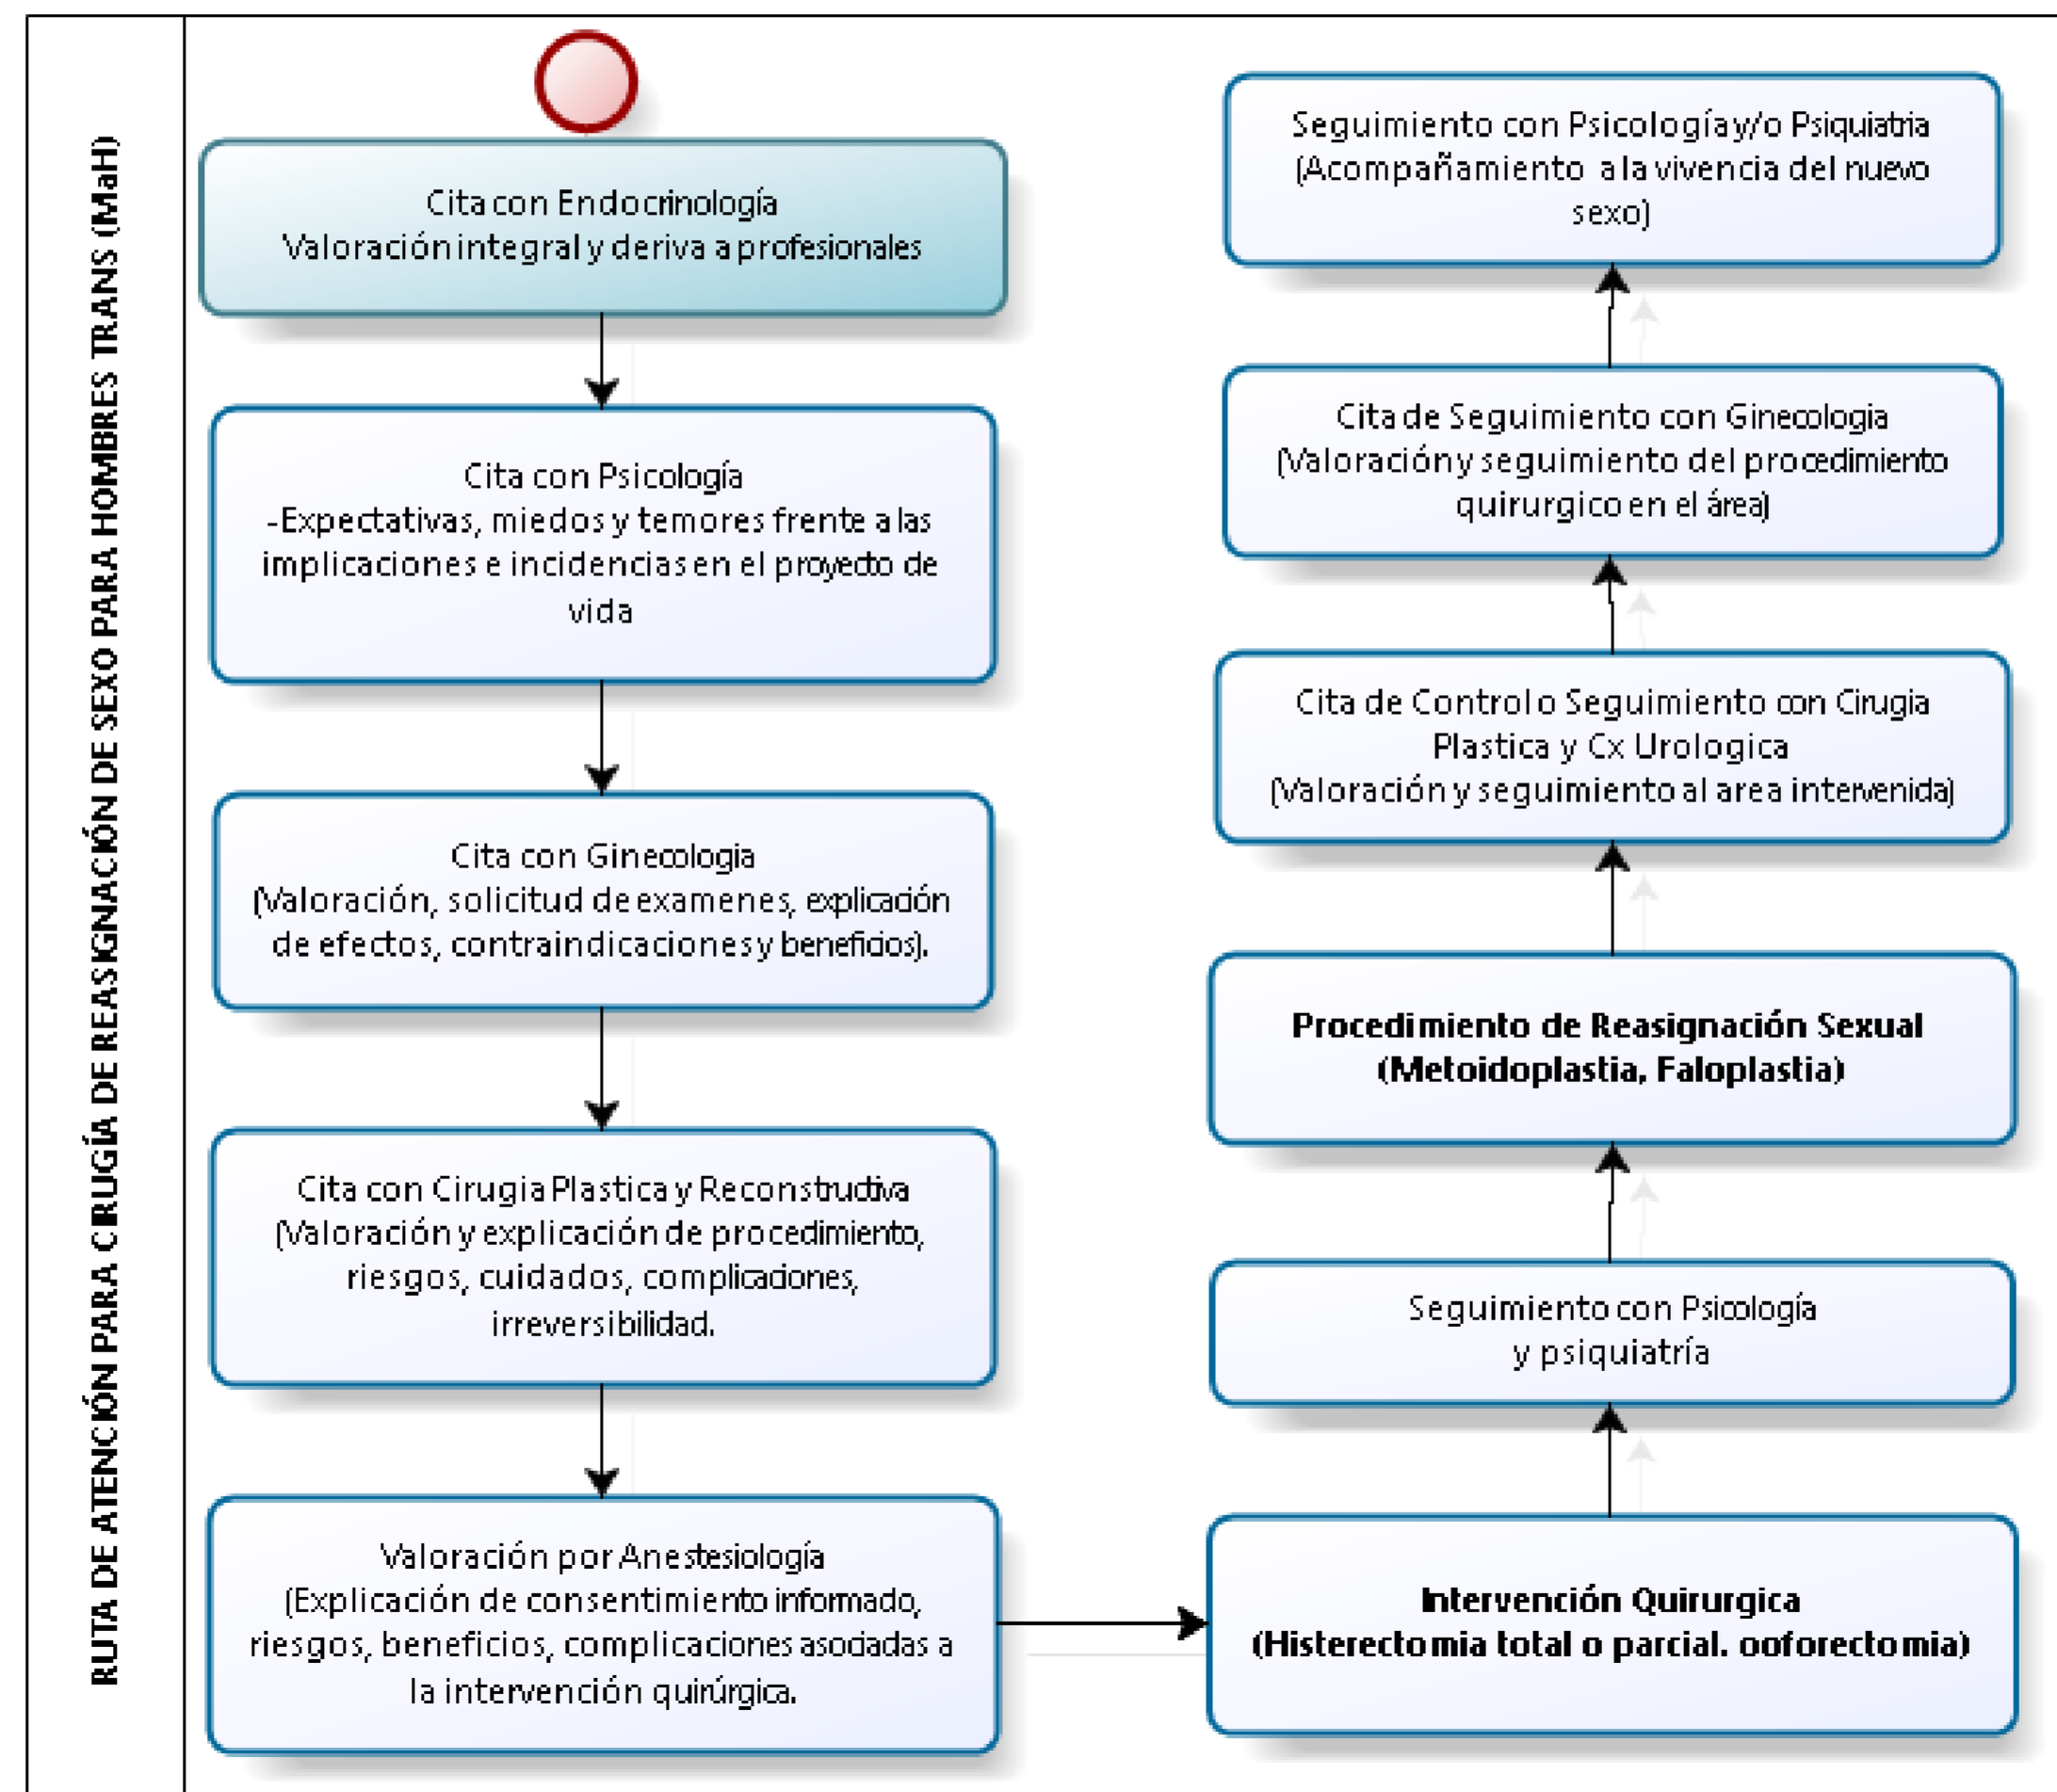 RUTA DE ATENCIÓN PARA CIRUGÍA DE REASIGNACIÓN DE SEXO PARA HOMBRES TRANS (MaH)
Cita con Endocrinología
Valoración integral y deriva a profesionales
Cita con Psicología
-Expectativas, miedos y temores frente a las
implicaciones e incidencias en el proyecto de
vida
Cita con Ginecologia
(Valoración, solicitud de examenes, explicación
de efectos, contraindicaciones y beneficios).
Cita con Cirugia Plastica y Reconstructiva
(Valoración y explicación de procedimiento,
riesgos, cuidados, complicaciones,
irreversibilidad.
Valoración por Anestesiología
(Explicación de consentimiento informado,
riesgos, beneficios, complicaciones asociadas a
la intervención quirúrgica.
Intervención Quirurgica
(Histerectomia total o parcial. ooforectomia)
Seguimiento con Psicología
y psiquiatría
Procedimiento de Reasignación Sexual
(Metoidoplastia, Faloplastia)
Cita de Control o Seguimiento con Cirugia
Plastica y Cx Urologica
(Valoración y seguimiento al area intervenida)
Cita de Seguimiento con Ginecologia
(Valoración y seguimiento del procedimiento
quirurgico en el área)
Seguimiento con Psicología y/o Psiquiatria
(Acompañamiento a la vivencia del nuevo
sexo)